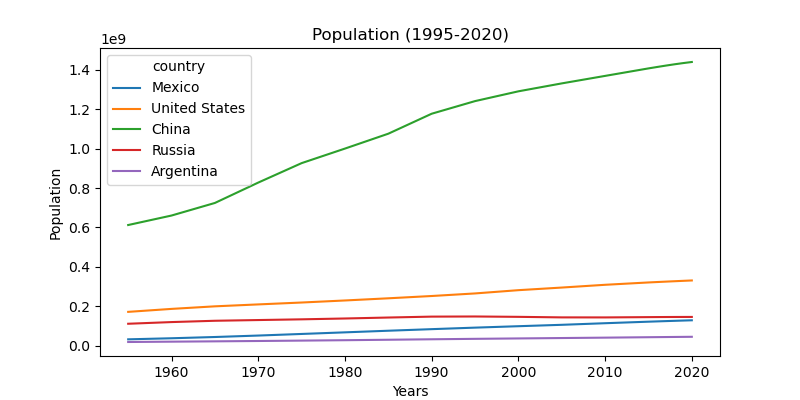 Population (1995-2020)
1e9
country
Mexico
United States
China
Russia
Argentina
1.4
1.2
1.0
0.8
0.6
0.4
0.2
0.0
Population
1960 1970 1980 1990 2000 2010 2020
Years